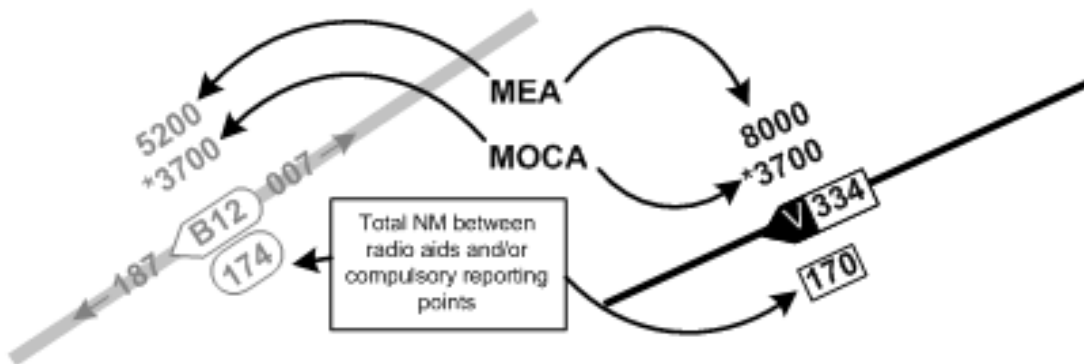 MEA
MOCA
5200
*3700
007
B12
174
187
Total NM between
radio aids and/or
compulsory reporting
points
8000
*3700
V 334
170